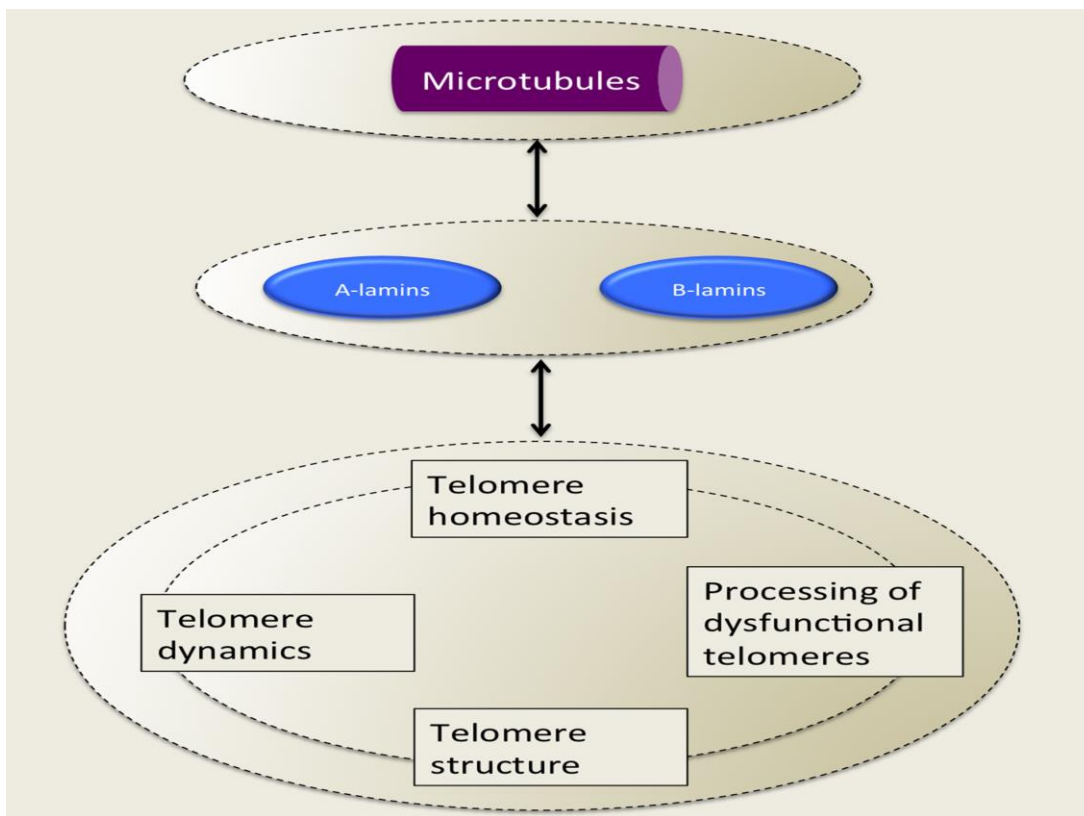 Microtubules
A-lamins
B-lamins
Telomere
homeostasis
Telomere
dynamics
Processing of
dysfunctional
telomeres
Telomere
structure